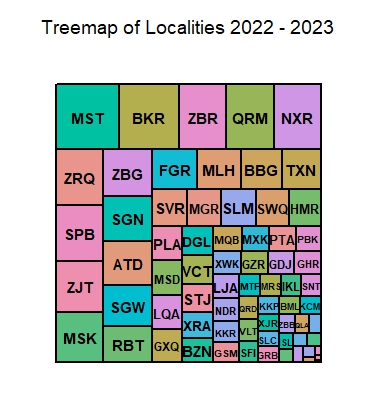 Treemap of Localities 2022 - 2023
MST BKR ZBR QRM NXR
ZRQ ZBG FGR MLH BBG TXN
SVR MGR SLM SWQ HMR
SPB SGN
PLA DGL MQB MXK PTA PBK
ZJT ATD MSD VCT XWK GZR GDJ GHR
LJA MTP MRS IKL SNT
SGW LQA STJ NDR QRD KKP BML KCM
MSK RBT GXQ XRA KKR VLT XJR ZBB QLA
SLC SL
BZN GSM SFI GRB